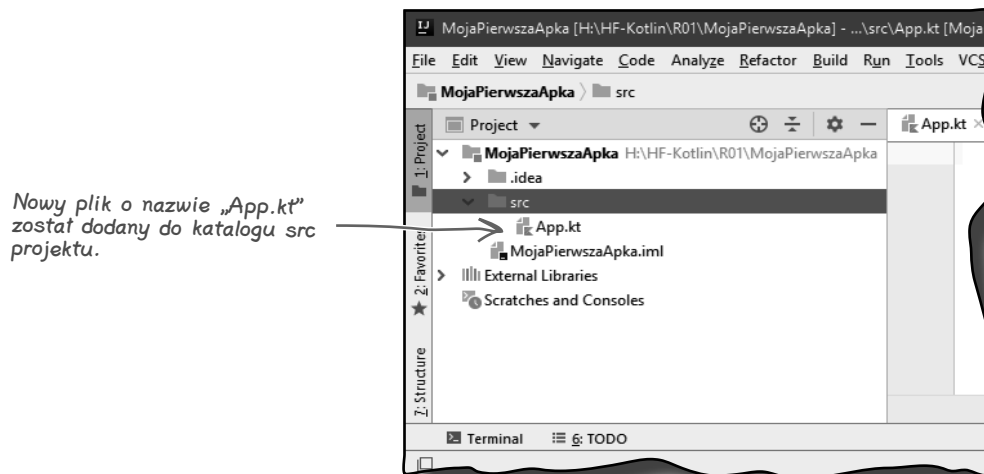 MojaPierwszaApka [H:\HF-Kotlin\R01\MojaPierwszaApka] - ...\src\App.kt [Moja
File Edit View Navigate Code Analyze Refactor Build Run Tools VCS
MojaPierwszaApka src
1: Project
Project
App.kt
MojaPierwszaApka H:\HF-Kotlin\R01\MojaPierwszaApka
.idea
src
App.kt
MojaPierwszaApka.iml
External Libraries
Scratches and Consoles
Nowy plik o nazwie „App.kt”
został dodany do katalogu src
projektu.
2: Favorites
7: Structure
Terminal 6: TODO